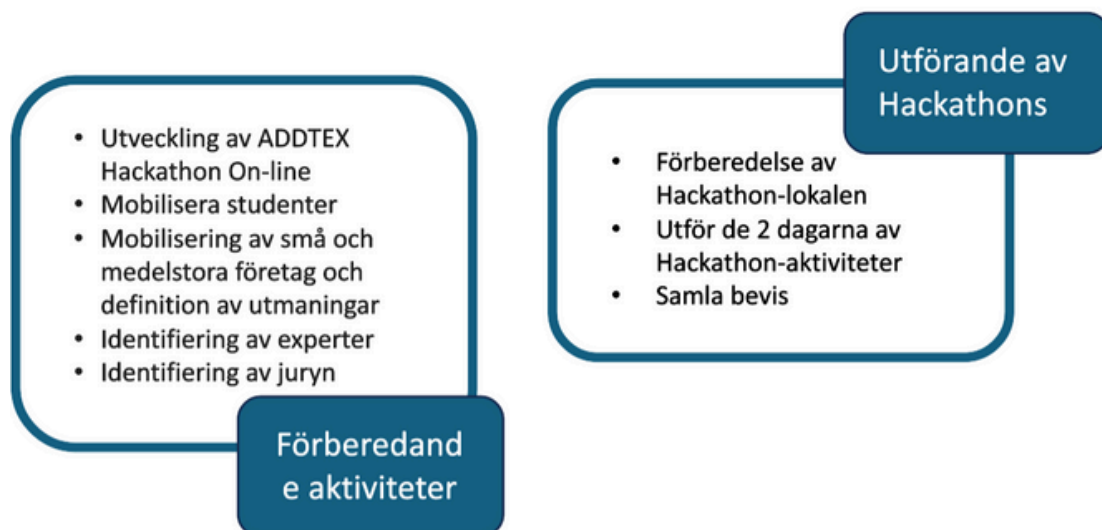 • Utveckling av ADDTEX
Hackathon On-line
• Mobilisera studenter
• Mobilisering av små och
medelstora företag och
definition av utmaningar
• Identifiering av experter
• Identifiering av juryn
Förberedand
e aktiviteter
Utförande av
Hackathons
• Förberedelse av
Hackathon-lokalen
• Utför de 2 dagarna av
Hackathon-aktiviteter
• Samla bevis